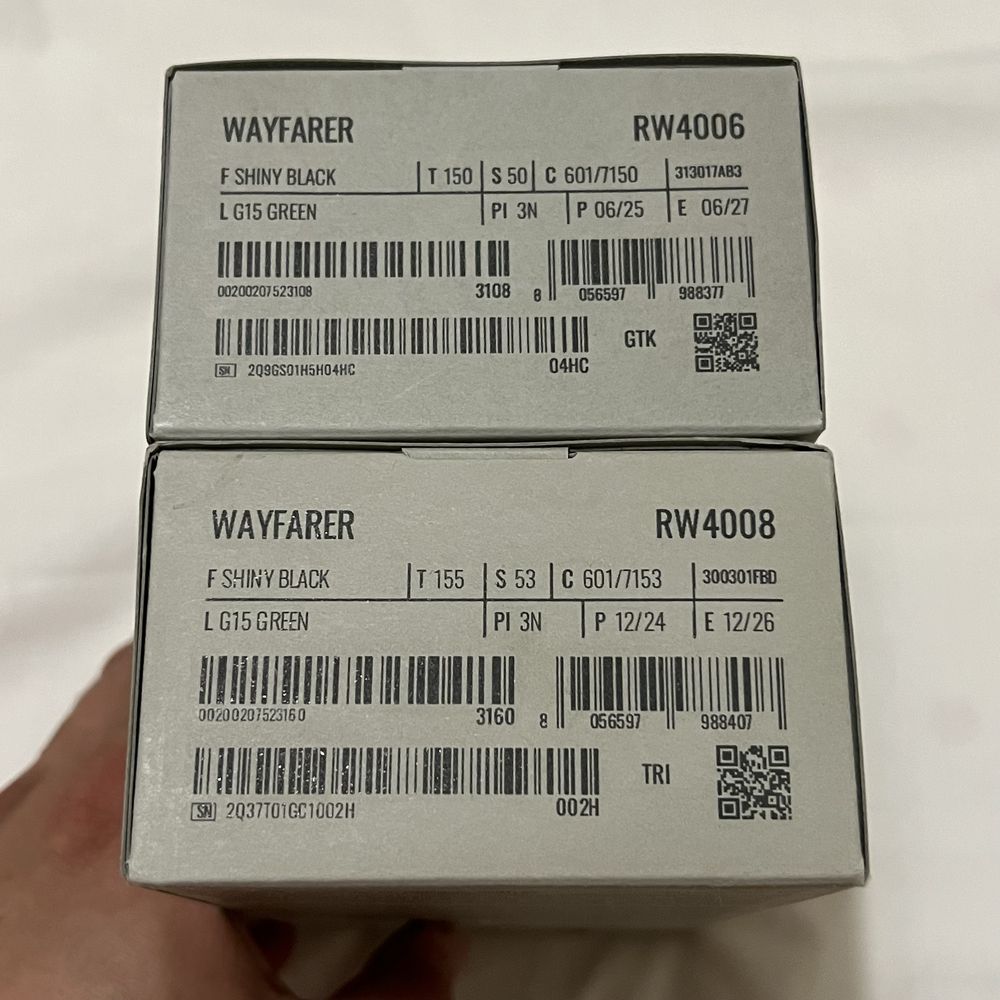 WAYFARER RW4006
F SHINY BLACK T 150 S 50 C 601/7150 313017AB3
L G15 GREEN PI 3N P 06/25 E 06/27
00200207523108 3108 8 056597 988377
SN 2Q96S01H5H04HC 04HC GTK
WAYFARER RW4008
F SHINY BLACK T 155 S 53 C 601/7153 300301FBD
L G15 GREEN PI 3N P 12/24 E 12/26
00200207523160 3160 8 056597 988407
SN 2Q37T01GC1002H 002H TRI